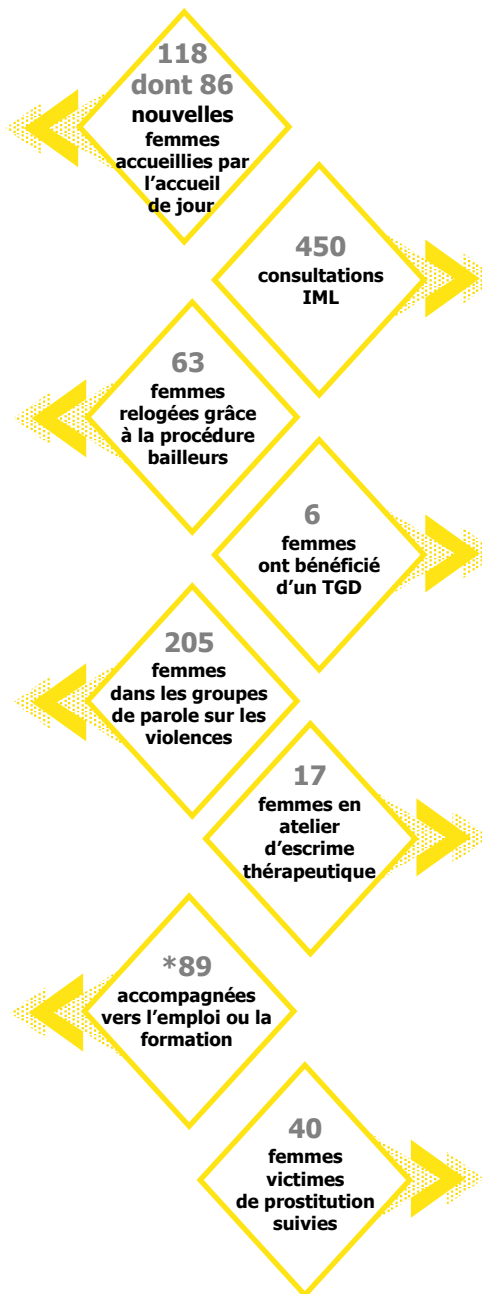 118
dont 86
nouvelles
femmes
accueillies par
l’accueil
de jour
450
consultations
IML
63
femmes
relogées grâce
à la procédure
bailleurs
6
femmes
ont bénéficié
d’un TGD
205
femmes
dans les groupes
de parole sur les
violences
17
femmes en
atelier
d’escrime
thérapeutique
*89
accompagnées
vers l’emploi ou la
formation
40
femmes
victimes
de prostitution
suivies